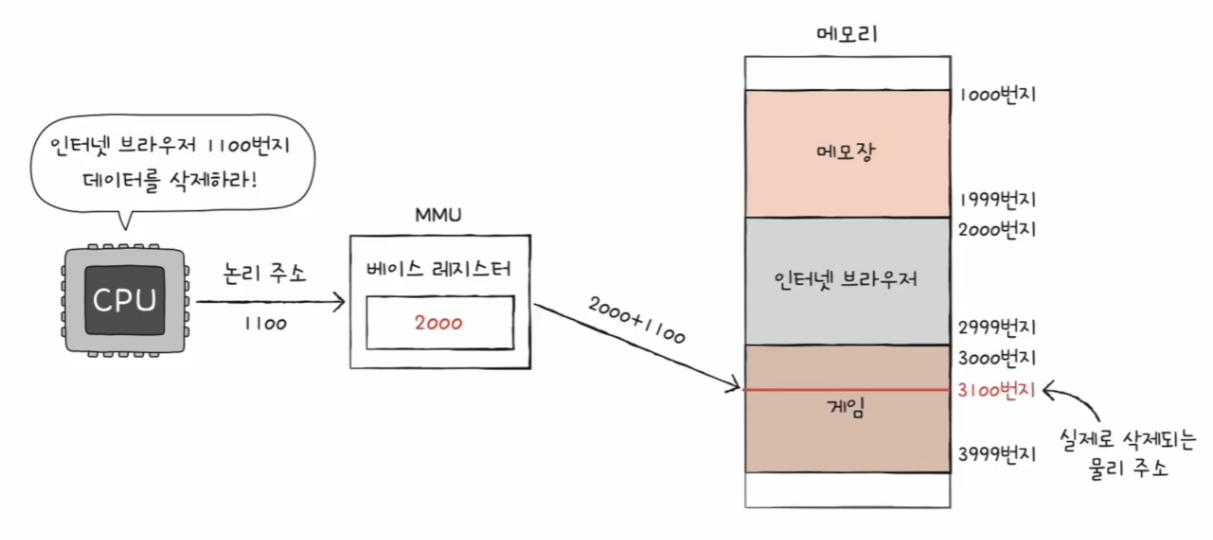 메모리
1000번지
인터넷 브라우저 1100번지
데이터를 삭제하라!
메모장
1999번지
MMU
2000번지
베이스 레지스터
논리 주소
CPU
1100
2000
2000+1100
인터넷 브라우저
2999번지
3000번지
3100번지
게임
실제로 삭제되는
물리 주소
3999번지